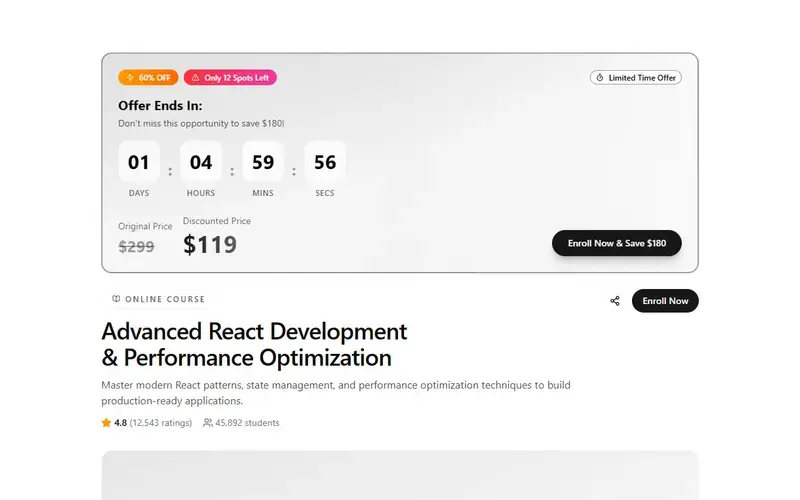 60% OFF
Only 12 Spots Left
Limited Time Offer
Offer Ends In:
Don't miss this opportunity to save $180!
01 : 04 : 59 : 56
DAYS HOURS MINS SECS
Original Price
Discounted Price
$299
$119
Enroll Now & Save $180
ONLINE COURSE
Enroll Now
Advanced React Development
& Performance Optimization
Master modern React patterns, state management, and performance optimization techniques to build
production-ready applications.
4.8 (12,543 ratings)
45,892 students